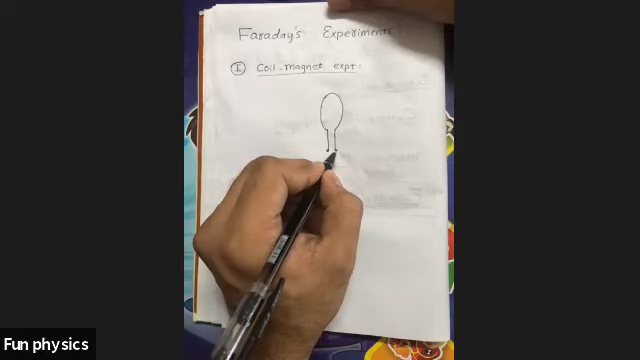 Faraday's Experiments
I Coil-magnet expt:
Fun physics